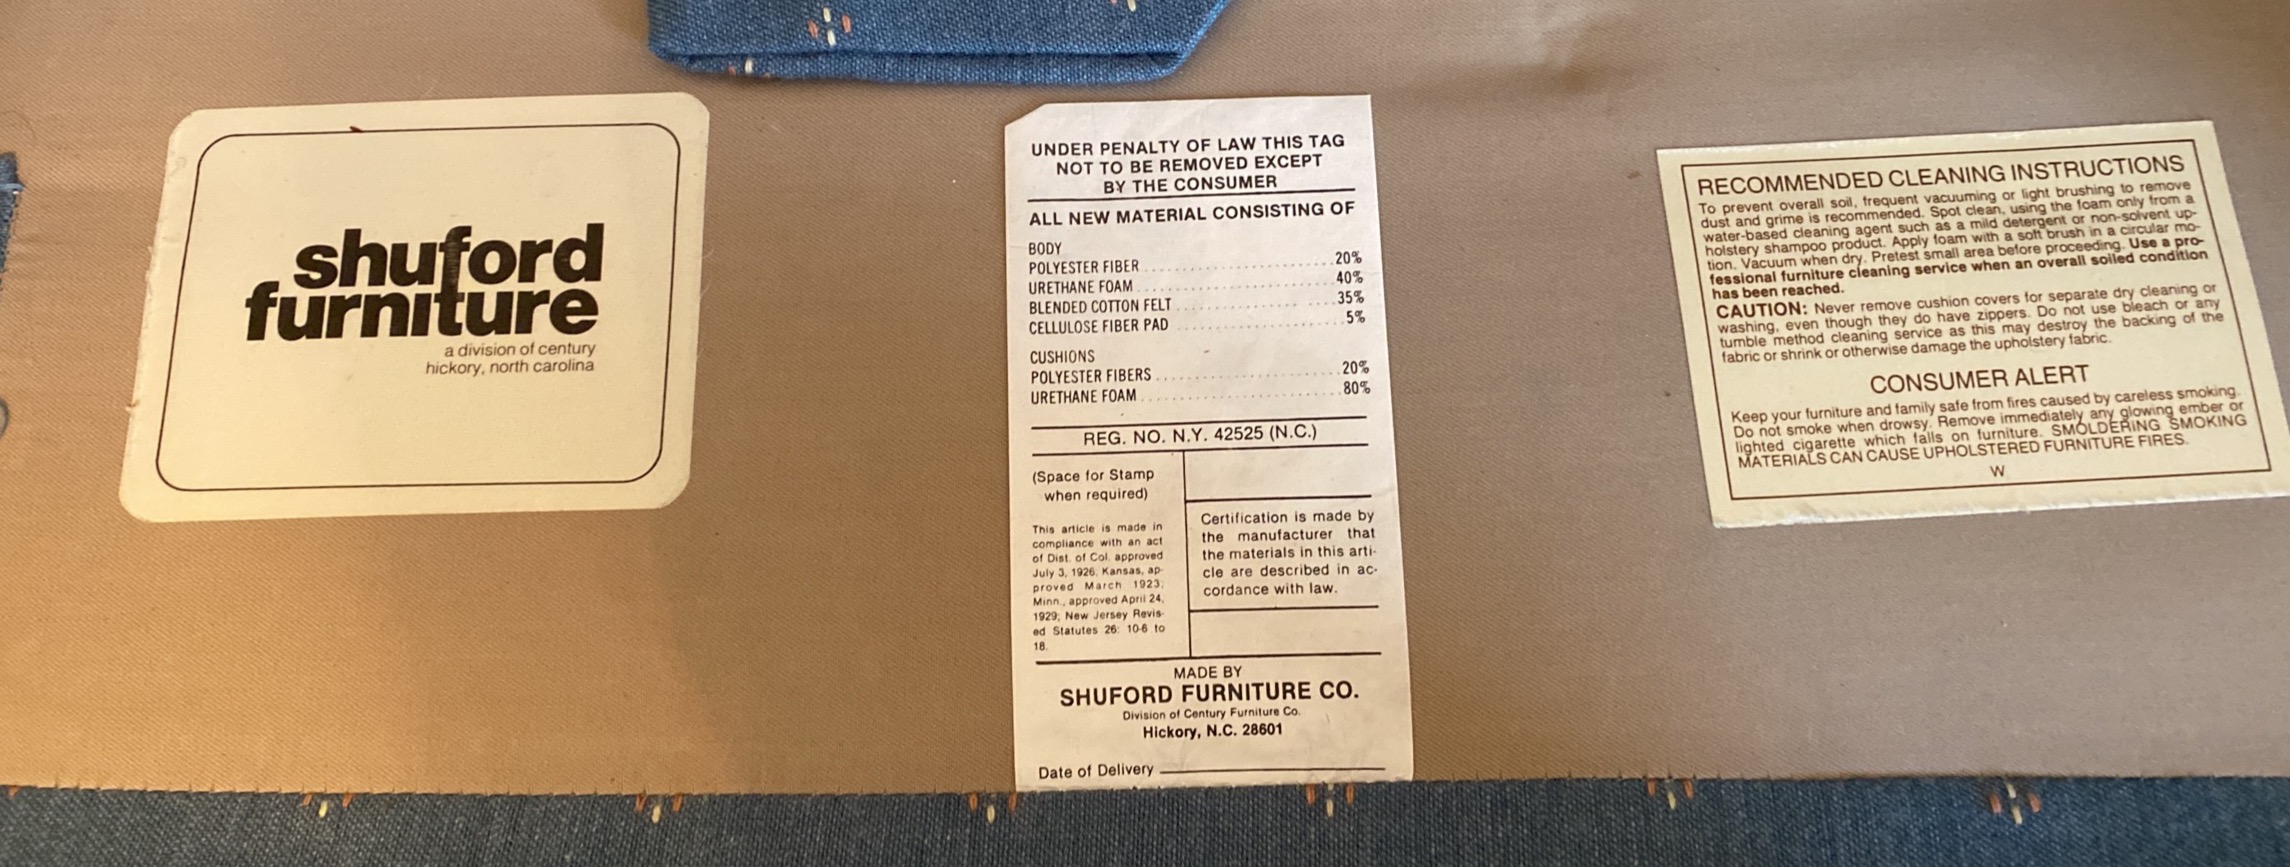 shuford
furniture
a division of century
hickory, north carolina
UNDER PENALTY OF LAW THIS TAG
NOT TO BE REMOVED EXCEPT
BY THE CONSUMER
ALL NEW MATERIAL CONSISTING OF
BODY
POLYESTER FIBER 20%
URETHANE FOAM 40%
BLENDED COTTON FELT 35%
CELLULOSE FIBER PAD 5%
CUSHIONS
POLYESTER FIBERS 20%
URETHANE FOAM 80%
REG. NO. N.Y. 42525 (N.C.)
(Space for Stamp
when required)
This article is made in
compliance with an act
of Dist. of Col. approved
July 3, 1926; Kansas, ap-
proved March 1923;
Minn., approved April 24,
1929; New Jersey Revis-
ed Statutes 26: 10-6 to
18.
Certification is made by
the manufacturer that
the materials in this arti-
cle are described in ac-
cordance with law.
MADE BY
SHUFORD FURNITURE CO.
Division of Century Furniture Co.
Hickory, N.C. 28601
Date of Delivery
RECOMMENDED CLEANING INSTRUCTIONS
To prevent overall soil, frequent vacuuming or light brushing to remove
dust and grime is recommended. Spot clean, using the foam only from a
water-based cleaning agent such as a mild detergent or non-solvent up-
holstery shampoo product. Apply foam with a soft brush in a circular mo-
tion. Vacuum when dry. Pretest small area before proceeding. Use a pro-
fessional furniture cleaning service when an overall soiled condition
has been reached.
CAUTION: Never remove cushion covers for separate dry cleaning or
washing, even though they do have zippers. Do not use bleach or any
tumble method cleaning service as this may destroy the backing of the
fabric or shrink or otherwise damage the upholstery fabric.
CONSUMER ALERT
Keep your furniture and family safe from fires caused by careless smoking.
Do not smoke when drowsy. Remove immediately any glowing ember or
lighted cigarette which falls on furniture. SMOLDERING SMOKING
MATERIALS CAN CAUSE UPHOLSTERED FURNITURE FIRES.
W